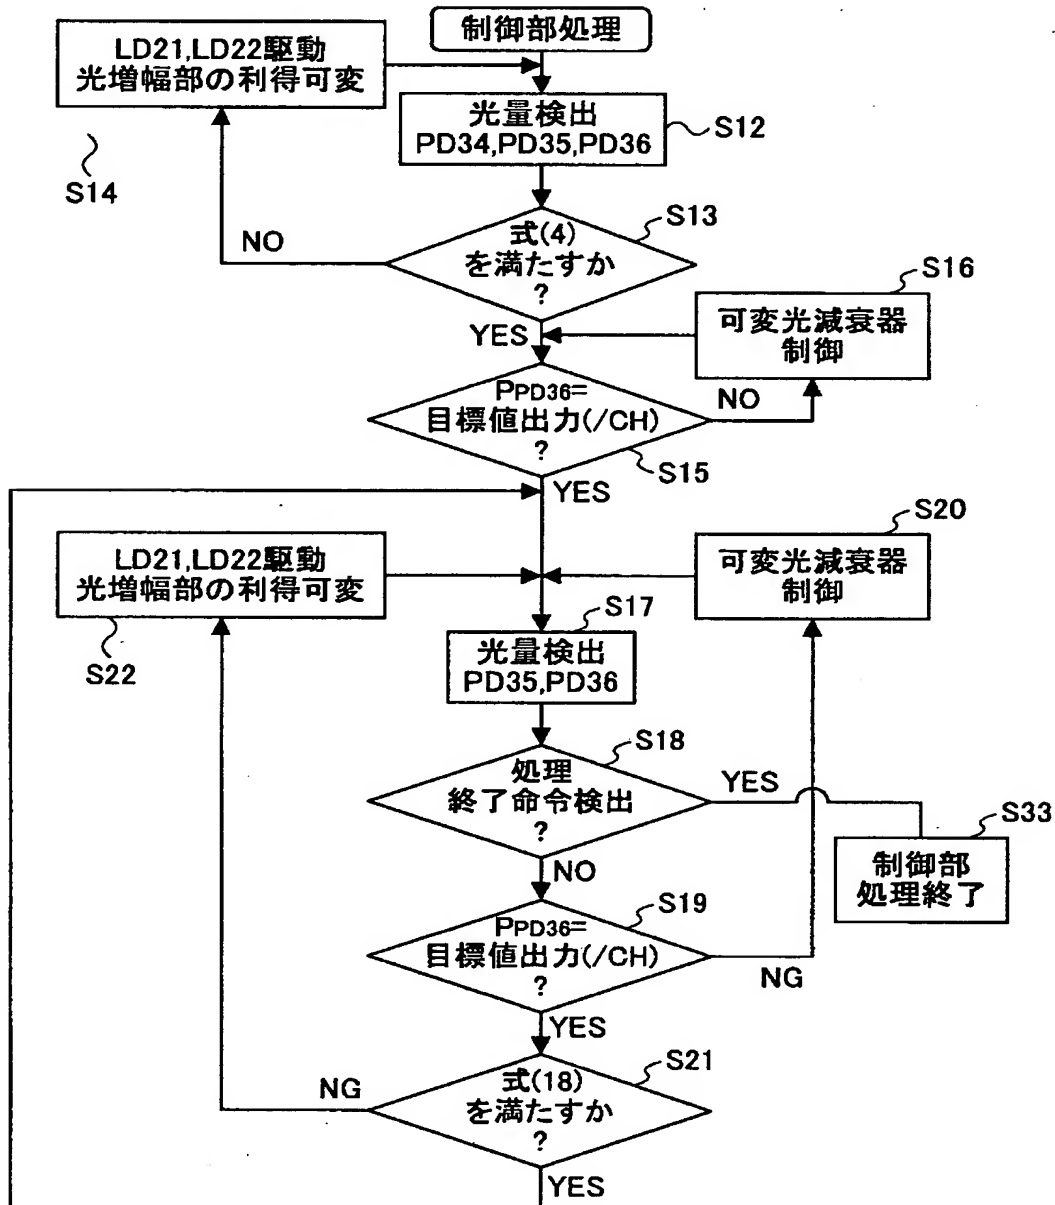 制御部処理
LD21,LD22駆動
光増幅部の利得可変
S14
光量検出
PD34,PD35,PD36
S12
式(4)
を満たすか
?
S13
NO
YES
S16
可変光減衰器
制御
PPD36=
目標値出力(/CH)
?
NO
S15
YES
LD21,LD22駆動
光増幅部の利得可変
S22
S20
可変光減衰器
制御
S17
光量検出
PD35,PD36
S18
処理
終了命令検出
?
YES
S33
制御部
処理終了
NO
S19
PPD36=
目標値出力(/CH)
?
NG
YES
S21
式(18)
を満たすか
?
NG
YES